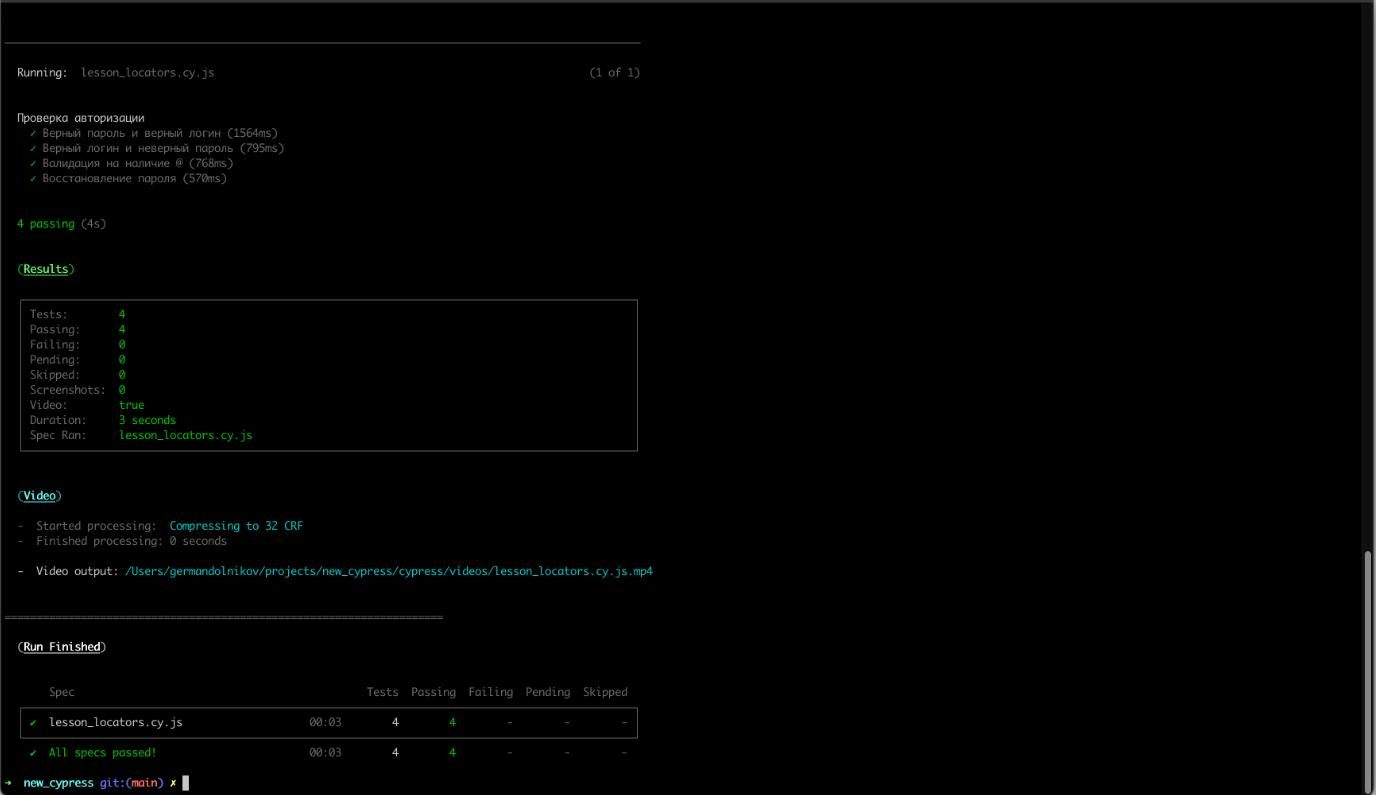 Running:  lesson_locators.cy.js (1 of 1)
Проверка авторизации
✓ Верный пароль и верный логин (1564ms)
✓ Верный логин и неверный пароль (795ms)
✓ Валидация на наличие @ (768ms)
✓ Восстановление пароля (570ms)
4 passing (4s)
(Results)
Tests: 4
Passing: 4
Failing: 0
Pending: 0
Skipped: 0
Screenshots: 0
Video: true
Duration: 3 seconds
Spec Ran: lesson_locators.cy.js
(Video)
- Started processing: Compressing to 32 CRF
- Finished processing: 0 seconds
- Video output: /Users/germandolnikov/projects/new_cypress/cypress/videos/lesson_locators.cy.js.mp4
(Run Finished)
Spec Tests Passing Failing Pending Skipped
✔ lesson_locators.cy.js 00:03 4 4 - - -
✔ All specs passed! 00:03 4 4 - - -
→ new_cypress git:(main) ✗